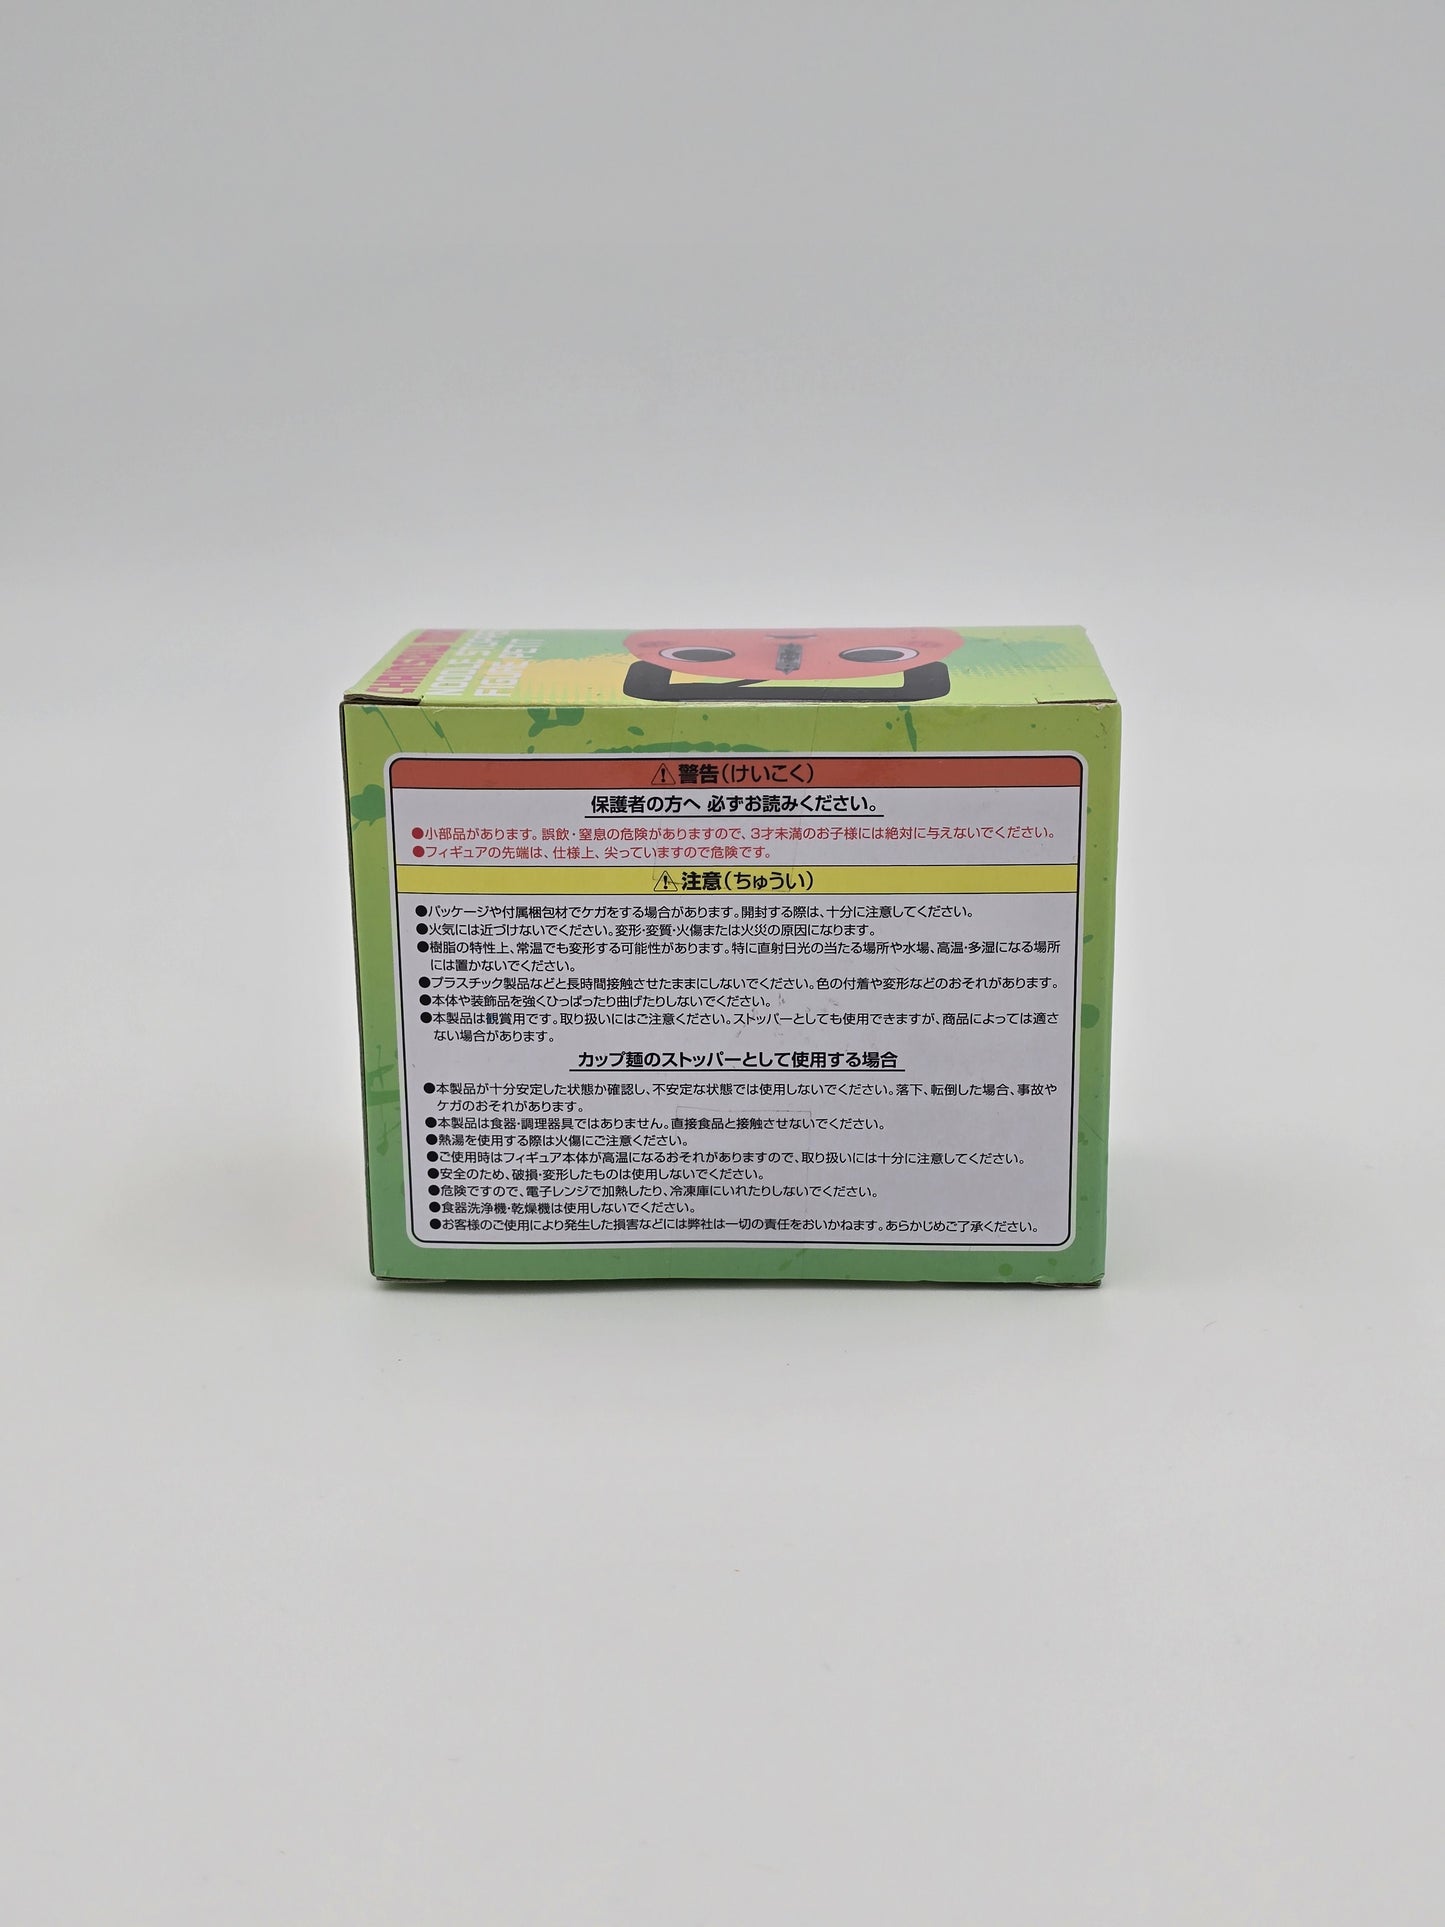 CHAINSAW MAN
NOODLE STOPPER
FIGURE PETIT
警告(けいこく)
保護者の方へ 必ずお読みください。
●小部品があります。誤飲・窒息の危険がありますので、3才未満のお子様には絶対に与えないでください。
●フィギュアの先端は、仕様上、尖っていますので危険です。
注意(ちゅうい)
●パッケージや付属梱包材でケガをする場合があります。開封する際は、十分に注意してください。
●火気には近づけないでください。変形・変質・火傷または火災の原因になります。
●樹脂の特性上、常温でも変形する可能性があります。特に直射日光の当たる場所や水場、高温・多湿になる場所
には置かないでください。
●プラスチック製品などと長時間接触させたままにしないでください。色の付着や変形などのおそれがあります。
●本体や装飾品を強くひっぱったり曲げたりしないでください。
●本製品は観賞用です。取り扱いにはご注意ください。ストッパーとしても使用できますが、商品によっては適さ
ない場合があります。
カップ麺のストッパーとして使用する場合
●本製品が十分安定した状態か確認し、不安定な状態では使用しないでください。落下、転倒した場合、事故や
ケガのおそれがあります。
●本製品は食器・調理器具ではありません。直接食品と接触させないでください。
●熱湯を使用する際は火傷にご注意ください。
●ご使用時はフィギュア本体が高温になるおそれがありますので、取り扱いには十分に注意してください。
●安全のため、破損・変形したものは使用しないでください。
●危険ですので、電子レンジで加熱したり、冷凍庫にいれたりしないでください。
●食器洗浄機・乾燥機は使用しないでください。
●お客様のご使用により発生した損害などには弊社は一切の責任をおいかねます。あらかじめご了承ください。